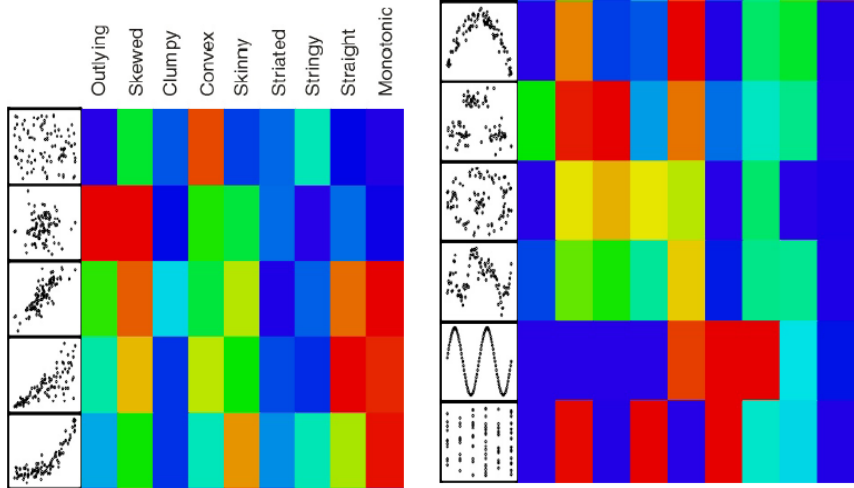 Outlying
Skewed
Clumpy
Convex
Skinny
Striated
Stringy
Straight
Monotonic